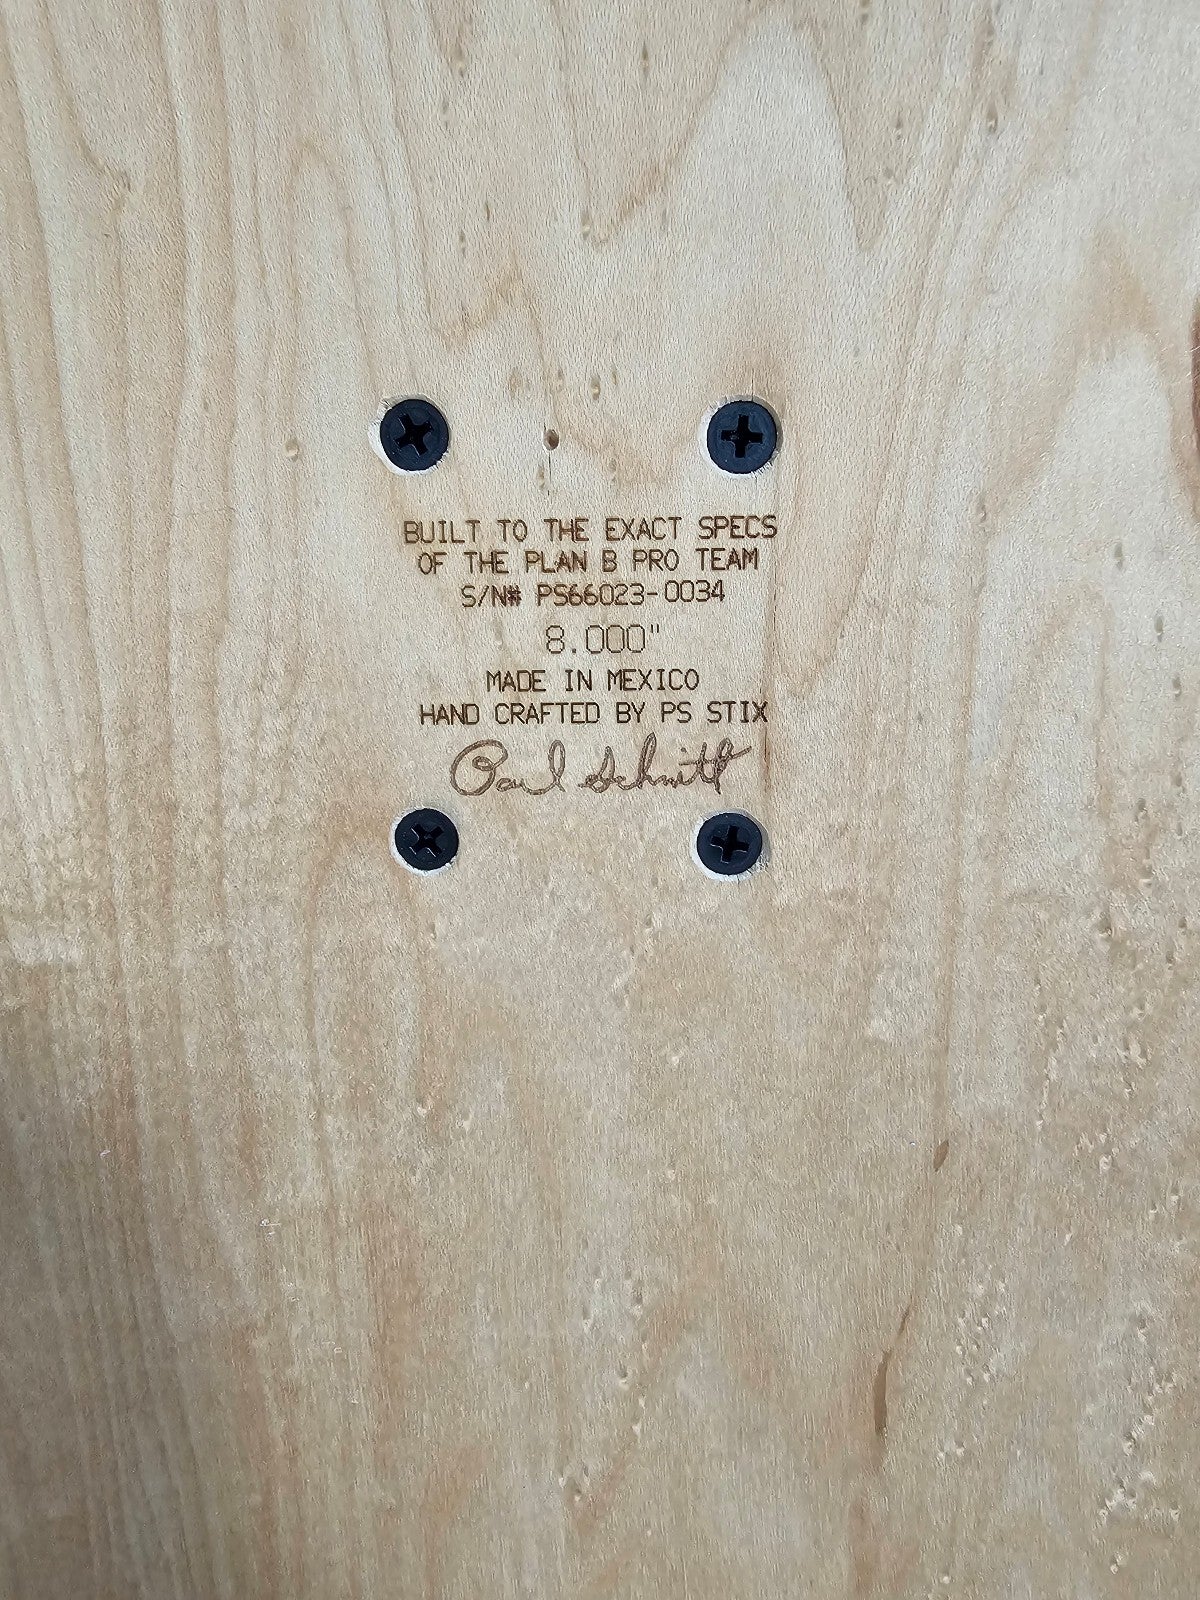 BUILT TO THE EXACT SPECS
OF THE PLAN B PRO TEAM
S/N# PS66023-0034
8.000"
MADE IN MEXICO
HAND CRAFTED BY PS STIX
Paul Schmitt